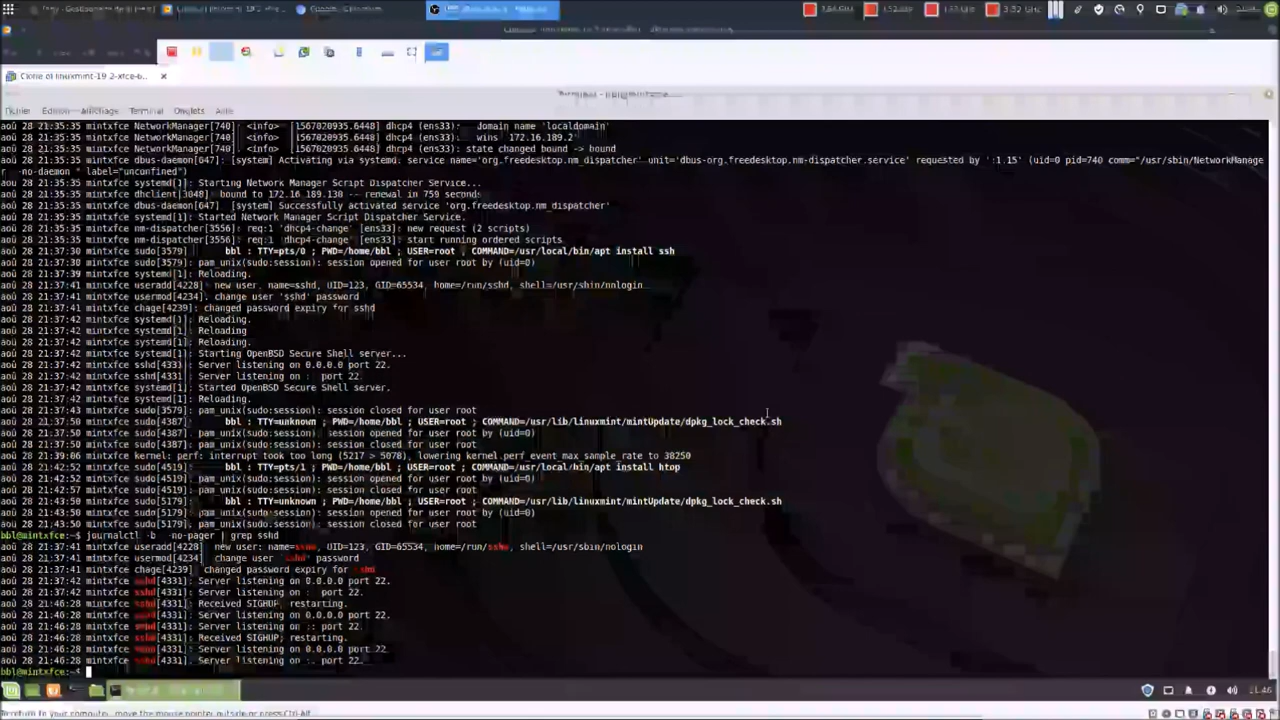 Clone of linuxmint-19 2-xfce-b...
Edition Affichage Terminal Onglets Aide
aoû 28 21:35:35 mintxfce NetworkManager[740]: <info> [1567020935.6448] dhcp4 (ens33): domain name 'localdomain'
aoû 28 21:35:35 mintxfce NetworkManager[740]: <info> [1567020935.6448] dhcp4 (ens33): wins 172.16.189.2
aoû 28 21:35:35 mintxfce NetworkManager[740]: <info> [1567020935.6448] dhcp4 (ens33): state changed bound -> bound
aoû 28 21:35:35 mintxfce dbus-daemon[647]: [system] Activating via systemd: service name='org.freedesktop.nm_dispatcher' unit='dbus-org.freedesktop.nm-dispatcher.service' requested by ':1.15' (uid=0 pid=740 comm="/usr/sbin/NetworkManage
r -no-daemon " label="unconfined")
aoû 28 21:35:35 mintxfce systemd[1]: Starting Network Manager Script Dispatcher Service...
aoû 28 21:35:35 mintxfce dhclient[3048]: bound to 172.16.189.130 -- renewal in 759 seconds
aoû 28 21:35:35 mintxfce dbus-daemon[647] [system] Successfully activated service 'org.freedesktop.nm_dispatcher'
aoû 28 21:35:35 mintxfce systemd[1]: Started Network Manager Script Dispatcher Service.
aoû 28 21:35:35 mintxfce nm-dispatcher[3556]: req:1 'dhcp4-change' [ens33]: new request (2 scripts)
aoû 28 21:35:35 mintxfce nm-dispatcher[3556]: req:1 'dhcp4-change' [ens33]: start running ordered scripts
aoû 28 21:37:30 mintxfce sudo[3579]: bbl : TTY=pts/0 ; PWD=/home/bbl ; USER=root ; COMMAND=/usr/local/bin/apt install ssh
aoû 28 21:37:30 mintxfce sudo[3579]: pam_unix(sudo:session): session opened for user root by (uid=0)
aoû 28 21:37:39 mintxfce systemd[1]: Reloading.
aoû 28 21:37:41 mintxfce useradd[4228] new user, name=sshd, UID=123, GID=65534, home=/run/sshd, shell=/usr/sbin/nologin
aoû 28 21:37:41 mintxfce usermod[4234]. change user 'sshd' password
aoû 28 21:37:41 mintxfce chage[4239]: changed password expiry for sshd
aoû 28 21:37:42 mintxfce systemd[1]: Reloading.
aoû 28 21:37:42 mintxfce systemd[1] Reloading
aoû 28 21:37:42 mintxfce systemd[1]: Reloading.
aoû 28 21:37:42 mintxfce systemd[1]: Starting OpenBSD Secure Shell server...
aoû 28 21:37:42 mintxfce sshd[4331]: Server listening on 0.0.0.0 port 22.
aoû 28 21:37:42 mintxfce sshd[4331 Server listening on : port 22.
aoû 28 21:37:42 mintxfce systemd[1]: Started OpenBSD Secure Shell server.
aoû 28 21:37:42 mintxfce systemd[1]: Reloading.
aoû 28 21:37:43 mintxfce sudo[3579]: pam_unix(sudo:session): session closed for user root
aoû 28 21:37:50 mintxfce sudo[4387]: bbl : TTY=unknown ; PWD=/home/bbl ; USER=root ; COMMAND=/usr/lib/linuxmint/mintUpdate/dpkg_lock_check.sh
aoû 28 21:37:50 mintxfce sudo[4387]: pam_unix(sudo:session): session opened for user root by (uid=0)
aoû 28 21:37:50 mintxfce sudo[4387]: pam_unix(sudo:session): session closed for user root
aoû 28 21:39:06 mintxfce kernel: perf: interrupt took too long (5217 > 5078), lowering kernel.perf_event_max_sample_rate to 38250
aoû 28 21:42:52 mintxfce sudo[4519]: bbl : TTY=pts/1 ; PWD=/home/bbl ; USER=root ; COMMAND=/usr/local/bin/apt install htop
aoû 28 21:42:52 mintxfce sudo[4519]: pam_unix(sudo:session): session opened for user root by (uid=0)
aoû 28 21:42:57 mintxfce sudo[4519]: pam_unix(sudo:session): session closed for user root
aoû 28 21:43:50 mintxfce sudo[5179]: bbl : TTY=unknown ; PWD=/home/bbl ; USER=root ; COMMAND=/usr/lib/linuxmint/mintUpdate/dpkg_lock_check.sh
aoû 28 21:43:50 mintxfce sudo[5179]: pam_unix(sudo:session): session opened for user root by (uid=0)
aoû 28 21:43:50 mintxfce sudo[5179]: pam_unix(sudo:session): session closed for user root
bbl@mintxfce:~$ journalctl -b -no-pager | grep sshd
aoû 28 21:37:41 mintxfce useradd[4228] new user: name=sshd, UID=123, GID=65534, home=/run/sshd, shell=/usr/sbin/nologin
aoû 28 21:37:41 mintxfce usermod[4234] change user 'sshd' password
aoû 28 21:37:41 mintxfce chage[4239] changed password expiry for sshd
aoû 28 21:37:42 mintxfce sshd[4331]: Server listening on 0.0.0.0 port 22.
aoû 28 21:37:42 mintxfce sshd[4331]: Server listening on : port 22.
aoû 28 21:46:28 mintxfce sshd[4331]: Received SIGHUP; restarting.
aoû 28 21:46:28 mintxfce sshd[4331]: Server listening on 0.0.0.0 port 22.
aoû 28 21:46:28 mintxfce sshd[4331]: Server listening on :: port 22.
aoû 28 21:46:28 mintxfce sshd[4331]: Received SIGHUP; restarting.
aoû 28 21:46:28 mintxfce sshd[4331]: Server listening on 0.0.0.0 port 22
aoû 28 21:46:28 mintxfce sshd[4331]: Server listening on :. port 22.
bbl@mintxfce:~$
21.46
To return to your computer, move the mouse pointer outside or press Ctrl-Alt.